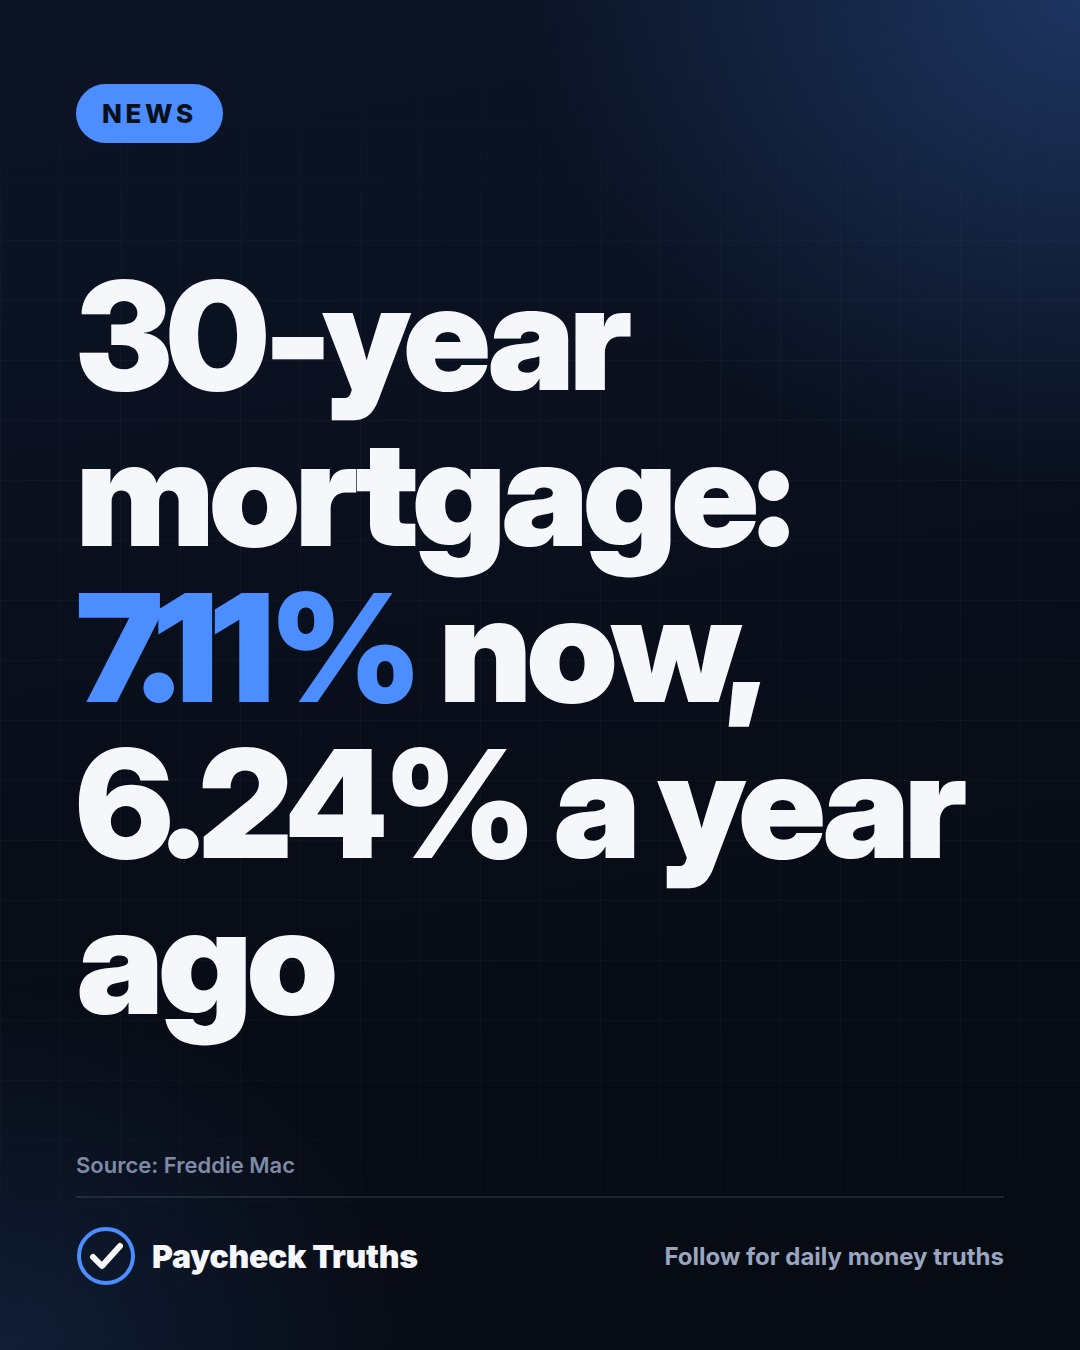 NEWS
30-year
mortgage:
7.11% now,
6.24% a year
ago
Source: Freddie Mac
Paycheck Truths
Follow for daily money truths